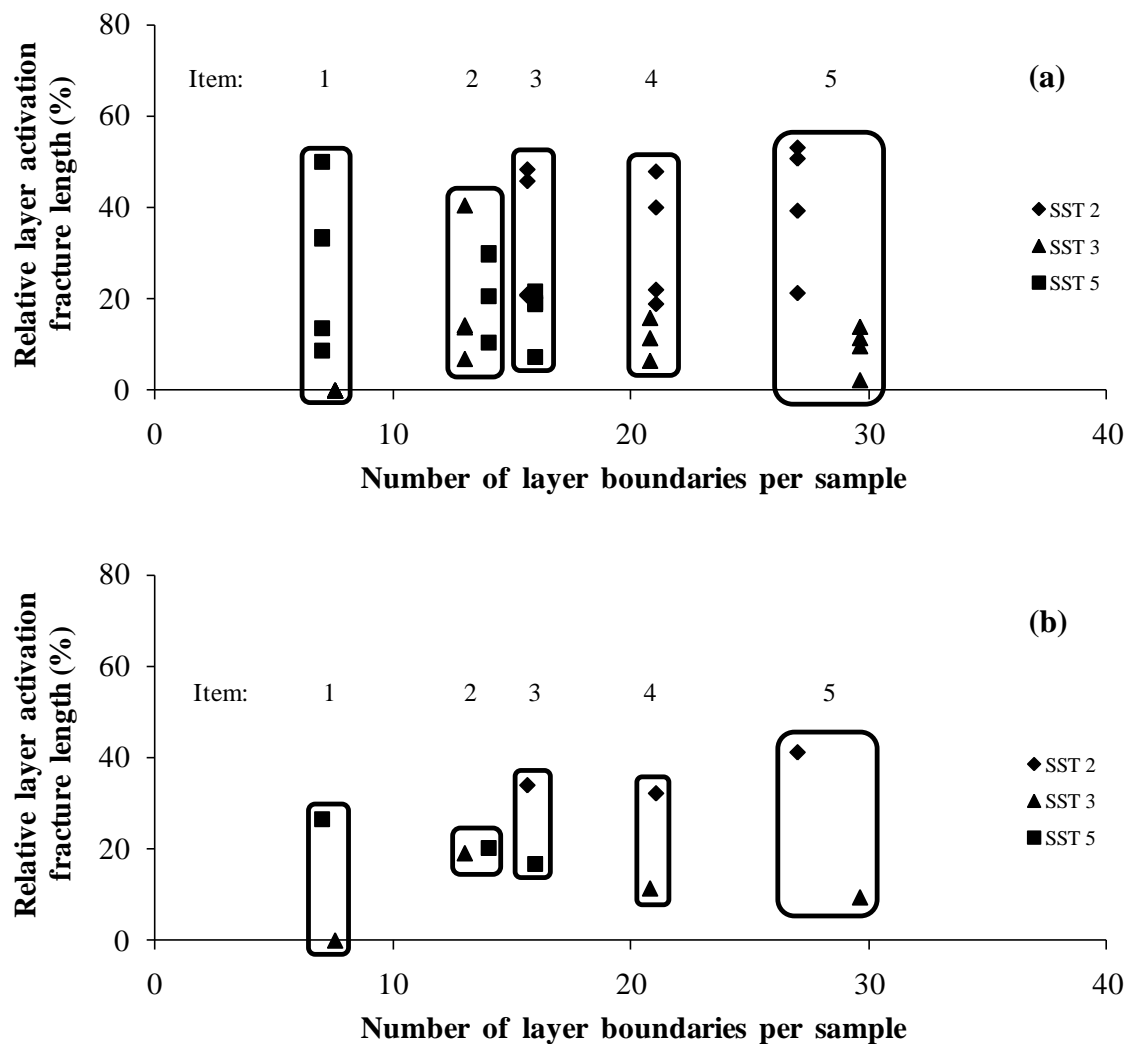 80
Item: 1 2 3 4 5 (a)
60
Relative layer activation
fracture length (%)
40
SST 2
SST 3
20
SST 5
0
0 10 20 30 40
Number of layer boundaries per sample
80
(b)
60
Item: 1 2 3 4 5
Relative layer activation
fracture length (%)
40
SST 2
SST 3
20
SST 5
0
0 10 20 30 40
Number of layer boundaries per sample